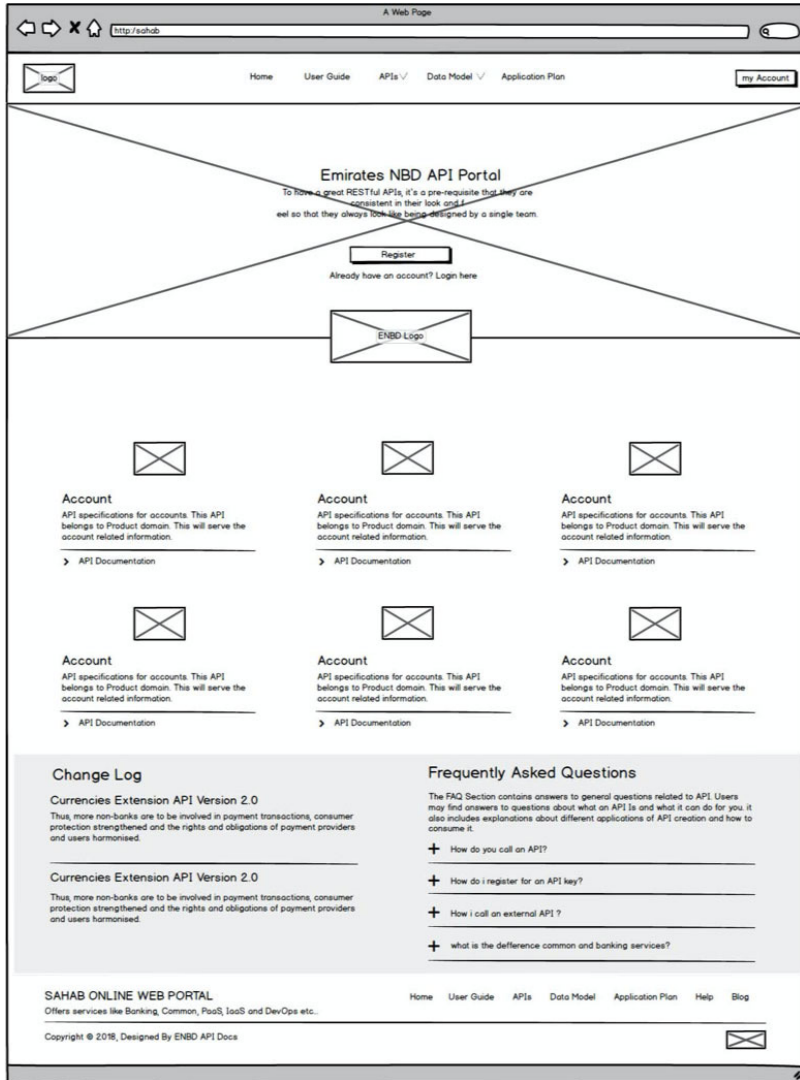 A Web Page
http:/sahab
logo
Home User Guide APIs Data Model Application Plan
my Account
Emirates NBD API Portal
To have a great RESTful APIs, it's a pre-requisite that they are
consistent in their look and f
eel so that they always look like being designed by a single team.
Register
Already have an account? Login here
ENBD Logo
Account
API specifications for accounts. This API
belongs to Product domain. This will serve the
account related information.
API Documentation
Account
API specifications for accounts. This API
belongs to Product domain. This will serve the
account related information.
API Documentation
Account
API specifications for accounts. This API
belongs to Product domain. This will serve the
account related information.
API Documentation
Account
API specifications for accounts. This API
belongs to Product domain. This will serve the
account related information.
API Documentation
Account
API specifications for accounts. This API
belongs to Product domain. This will serve the
account related information.
API Documentation
Account
API specifications for accounts. This API
belongs to Product domain. This will serve the
account related information.
API Documentation
Change Log
Currencies Extension API Version 2.0
Thus, more non-banks are to be involved in payment transactions, consumer
protection strengthened and the rights and obligations of payment providers
and users harmonised.
Currencies Extension API Version 2.0
Thus, more non-banks are to be involved in payment transactions, consumer
protection strengthened and the rights and obligations of payment providers
and users harmonised.
Frequently Asked Questions
The FAQ Section contains answers to general questions related to API. Users
may find answers to questions about what an API Is and what it can do for you. it
also includes explanations about different applications of API creation and how to
consume it.
How do you call an API?
How do i register for an API key?
How i call an external API ?
what is the defference common and banking services?
SAHAB ONLINE WEB PORTAL
Offers services like Banking, Common, PaaS, IaaS and DevOps etc..
Home User Guide APIs Data Model Application Plan Help Blog
Copyright © 2018, Designed By ENBD API Docs